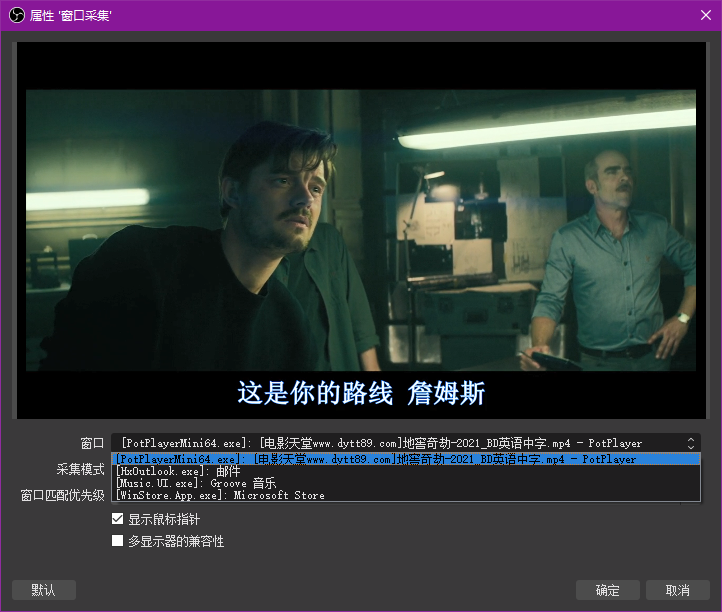 属性 '窗口采集'
这是你的路线 詹姆斯
窗口
[PotPlayerMini64.exe]: [电影天堂www.dytt89.com]地窖奇劫-2021_BD英语中字.mp4 - PotPlayer
[PotPlayerMini64.exe]: [电影天堂www.dytt89.com]地窖奇劫-2021_BD英语中字.mp4 - PotPlayer
采集模式
[HxOutlook.exe]: 邮件
[Music.UI.exe]: Groove 音乐
窗口匹配优先级
[WinStore.App.exe]: Microsoft Store
显示鼠标指针
多显示器的兼容性
默认
确定
取消